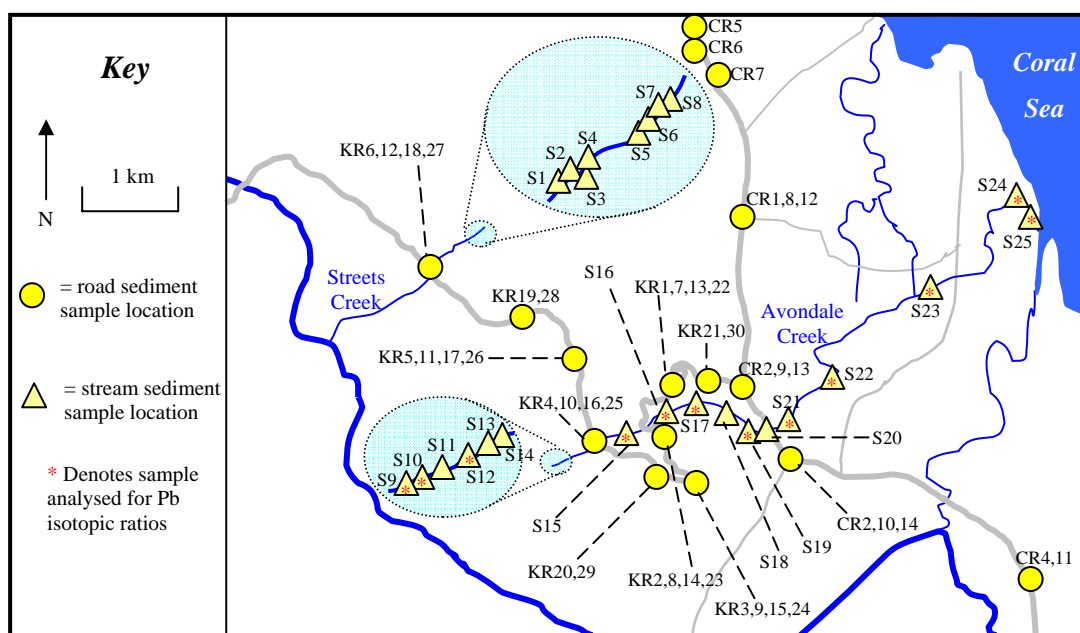 Key
1 km
N
= road sediment
sample location
= stream sediment
sample location
* Denotes sample
analysed for Pb
isotopic ratios
CR5
CR6
CR7
Coral
Sea
S7
S8
S6
S5
S4
S2
S1
S3
KR6,12,18,27
CR1,8,12
S24
S25
Streets
Creek
S16
KR1,7,13,22
KR19,28
KR21,30
Avondale
Creek
S23
KR5,11,17,26
CR2,9,13
S22
KR4,10,16,25
S21
S13
S11
S14
S10
S12
S9
S17
S20
S15
S18
S19
CR2,10,14
KR20,29
KR2,8,14,23
KR3,9,15,24
CR4,11